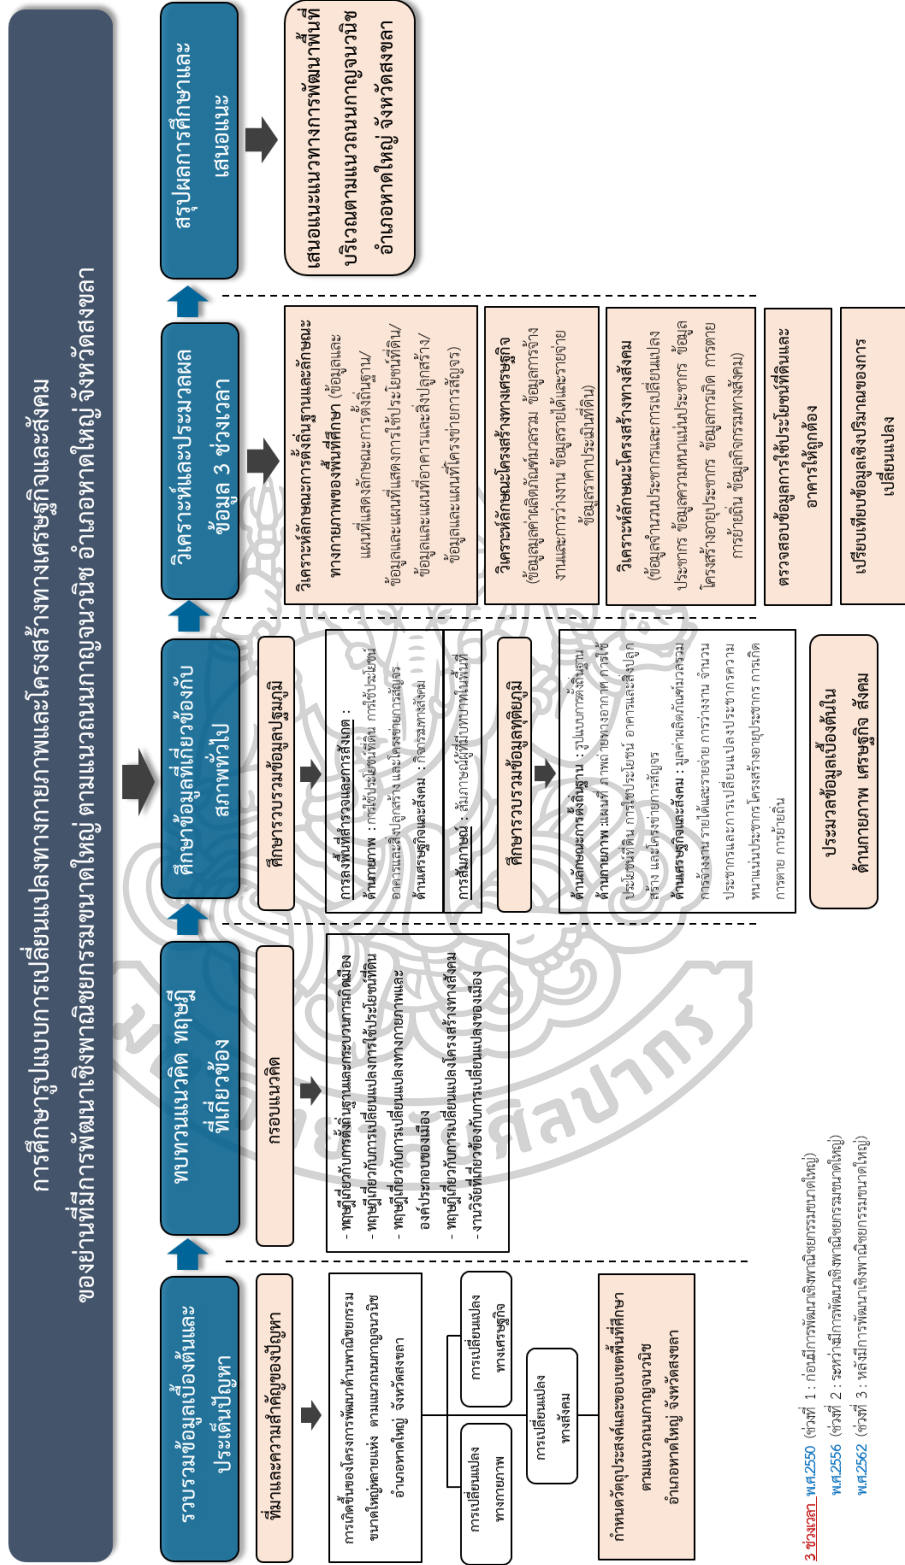 การศึกษารูปแบบการเปลี่ยนแปลงทางกายภาพและโครงสร้างทางเศรษฐกิจและสังคม
ของย่านที่มีการพัฒนาเชิงพาณิชยกรรมขนาดใหญ่ ตามแนวถนนกาญจนวนิช อำเภอหาดใหญ่ จังหวัดสงขลา
รวบรวมข้อมูลเบื้องต้นและ
ประเด็นปัญหา
ที่มาและความสำคัญของปัญหา
การเกิดขึ้นของโครงการพัฒนาด้านพาณิชยกรรม
ขนาดใหญ่หลายแห่ง ตามแนวถนนกาญจนวนิช
อำเภอหาดใหญ่ จังหวัดสงขลา
การเปลี่ยนแปลง
ทางกายภาพ
การเปลี่ยนแปลง
ทางเศรษฐกิจ
การเปลี่ยนแปลง
ทางสังคม
กำหนดวัตถุประสงค์และขอบเขตพื้นที่ศึกษา
ตามแนวถนนกาญจนวนิช
อำเภอหาดใหญ่ จังหวัดสงขลา
ทบทวนแนวคิด ทฤษฎี
ที่เกี่ยวข้อง
กรอบแนวคิด
- ทฤษฎีเกี่ยวกับการตั้งถิ่นฐานและกระบวนการเกิดเมือง
- ทฤษฎีเกี่ยวกับการเปลี่ยนแปลงการใช้ประโยชน์ที่ดิน
- ทฤษฎีเกี่ยวกับการเปลี่ยนแปลงทางกายภาพและ
องค์ประกอบของเมือง
- ทฤษฎีเกี่ยวกับการเปลี่ยนแปลงโครงสร้างทางสังคม
- งานวิจัยที่เกี่ยวข้องกับการเปลี่ยนแปลงของเมือง
ศึกษาข้อมูลที่เกี่ยวข้องกับ
สภาพทั่วไป
ศึกษารวบรวมข้อมูลปฐมภูมิ
การลงพื้นที่สำรวจและการสังเกต :
ด้านกายภาพ : การใช้ประโยชน์ที่ดิน การใช้ประโยชน์
อาคารและสิ่งปลูกสร้าง และโครงข่ายการสัญจร
ด้านเศรษฐกิจและสังคม : กิจกรรมทางสังคม
การสัมภาษณ์ : สัมภาษณ์ผู้ที่มีบทบาทในพื้นที่
ศึกษารวบรวมข้อมูลทุติยภูมิ
ด้านลักษณะการตั้งถิ่นฐาน : รูปแบบการตั้งถิ่นฐาน
ด้านกายภาพ : แผนที่ ภาพถ่ายทางอากาศ การใช้
ประโยชน์ที่ดิน การใช้ประโยชน์ อาคารและสิ่งปลูก
สร้าง และโครงข่ายการสัญจร
ด้านเศรษฐกิจและสังคม : มูลค่าผลิตภัณฑ์มวลรวม
การจ้างงาน รายได้และรายจ่าย การว่างงาน จำนวน
ประชากรและการเปลี่ยนแปลงประชากรความ
หนาแน่นประชากรโครงสร้างอายุประชากร การเกิด
การตาย การย้ายถิ่น
ประมวลข้อมูลเบื้องต้นใน
ด้านกายภาพ เศรษฐกิจ สังคม
วิเคราะห์และประมวลผล
ข้อมูล 3 ช่วงเวลา
วิเคราะห์ลักษณะการตั้งถิ่นฐานและลักษณะ
ทางกายภาพของพื้นที่ศึกษา (ข้อมูลและ
แผนที่แสดงลักษณะการตั้งถิ่นฐาน/
ข้อมูลและแผนที่แสดงการใช้ประโยชน์ที่ดิน/
ข้อมูลและแผนที่อาคารและสิ่งปลูกสร้าง/
ข้อมูลและแผนที่โครงข่ายการสัญจร)
วิเคราะห์ลักษณะโครงสร้างทางเศรษฐกิจ
(ข้อมูลมูลค่าผลิตภัณฑ์มวลรวม ข้อมูลการจ้าง
งานและการว่างงาน ข้อมูลรายได้และรายจ่าย
ข้อมูลราคาประเมินที่ดิน)
วิเคราะห์ลักษณะโครงสร้างทางสังคม
(ข้อมูลจำนวนประชากรและการเปลี่ยนแปลง
ประชากร ข้อมูลความหนาแน่นประชากร ข้อมูล
โครงสร้างอายุประชากร ข้อมูลการเกิด การตาย
การย้ายถิ่น ข้อมูลกิจกรรมทางสังคม)
ตรวจสอบข้อมูลการใช้ประโยชน์ที่ดินและ
อาคารให้ถูกต้อง
เปรียบเทียบข้อมูลเชิงปริมาณของการ
เปลี่ยนแปลง
สรุปผลการศึกษาและ
เสนอแนะ
เสนอแนะแนวทางการพัฒนาพื้นที่
บริเวณตามแนวถนนกาญจนวนิช
อำเภอหาดใหญ่ จังหวัดสงขลา
3 ช่วงเวลา พ.ศ.2550 (ช่วงที่ 1 : ก่อนมีการพัฒนาเชิงพาณิชยกรรมขนาดใหญ่)
พ.ศ.2556 (ช่วงที่ 2 : ระหว่างมีการพัฒนาเชิงพาณิชยกรรมขนาดใหญ่)
พ.ศ.2562 (ช่วงที่ 3 : หลังมีการพัฒนาเชิงพาณิชยกรรมขนาดใหญ่)
มหาวิทยาลัยศิลปากร